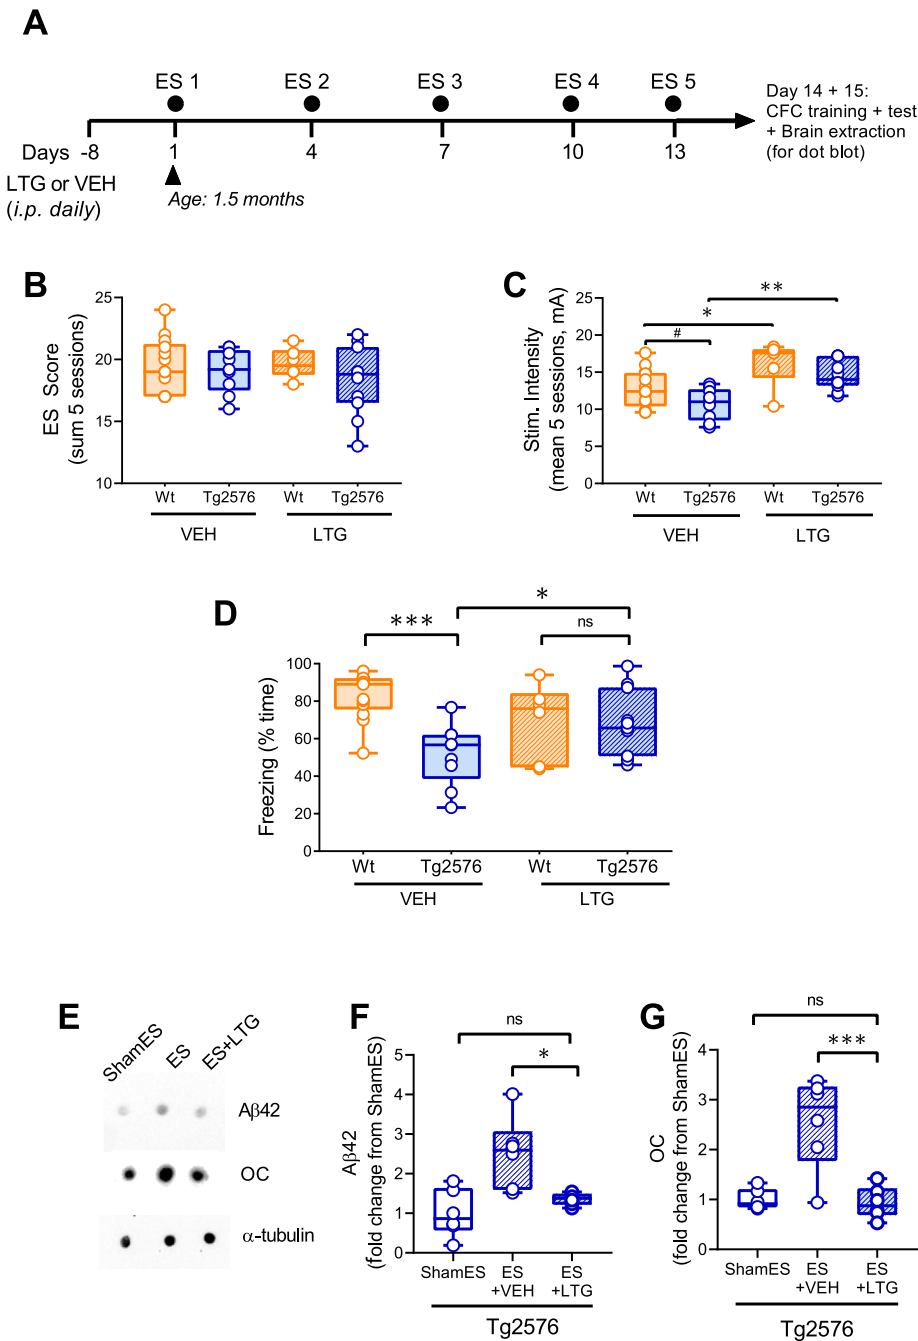 A
ES 1 ES 2 ES 3 ES 4 ES 5
Day 14 + 15:
CFC training + test
+ Brain extraction
(for dot blot)
Days -8 1 4 7 10 13
LTG or VEH
(i.p. daily)
Age: 1.5 months
B
ES Score
(sum 5 sessions)
25
20
15
10
Wt Tg2576 Wt Tg2576
VEH LTG
C
Stim. Intensity
(mean 5 sessions, mA)
25
20
15
10
5
0
**
*
#
Wt Tg2576 Wt Tg2576
VEH LTG
D
Freezing (% time)
100
80
60
40
20
0
*
*** ns
Wt Tg2576 Wt Tg2576
VEH LTG
E
ShamES ES ES+LTG
Aβ42
OC
α-tubulin
F
Aβ42
(fold change from ShamES)
5
4
3
2
1
0
ns
*
ShamES ES ES
+VEH +LTG
Tg2576
G
OC
(fold change from ShamES)
4
3
2
1
0
ns
***
ShamES ES ES
+VEH +LTG
Tg2576